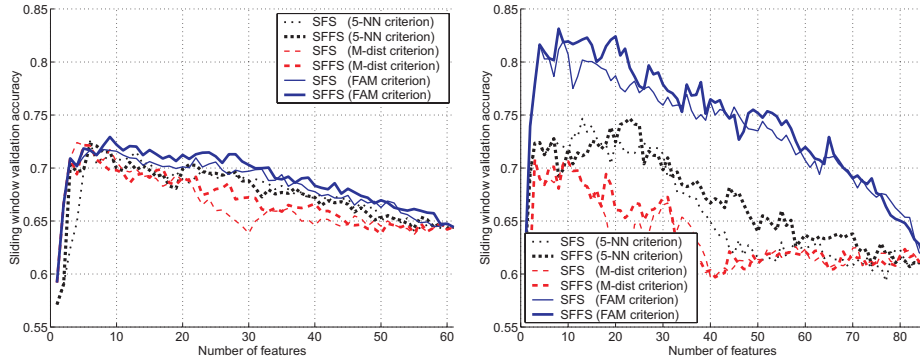 0.85
0.8
0.75
0.7
0.65
0.6
0.55
0
10
20
30
40
50
60
Sliding window validation accuracy
Number of features
SFS (5-NN criterion)
SFFS (5-NN criterion)
SFS (M-dist criterion)
SFFS (M-dist criterion)
SFS (FAM criterion)
SFFS (FAM criterion)
0.85
0.8
0.75
0.7
0.65
0.6
0.55
0
10
20
30
40
50
60
70
80
Sliding window validation accuracy
Number of features
SFS (5-NN criterion)
SFFS (5-NN criterion)
SFS (M-dist criterion)
SFFS (M-dist criterion)
SFS (FAM criterion)
SFFS (FAM criterion)